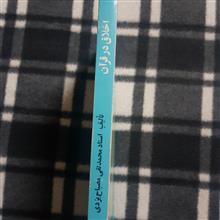 اخلاق در قرآن
تألیف: استاد محمدتقی مصباح یزدی